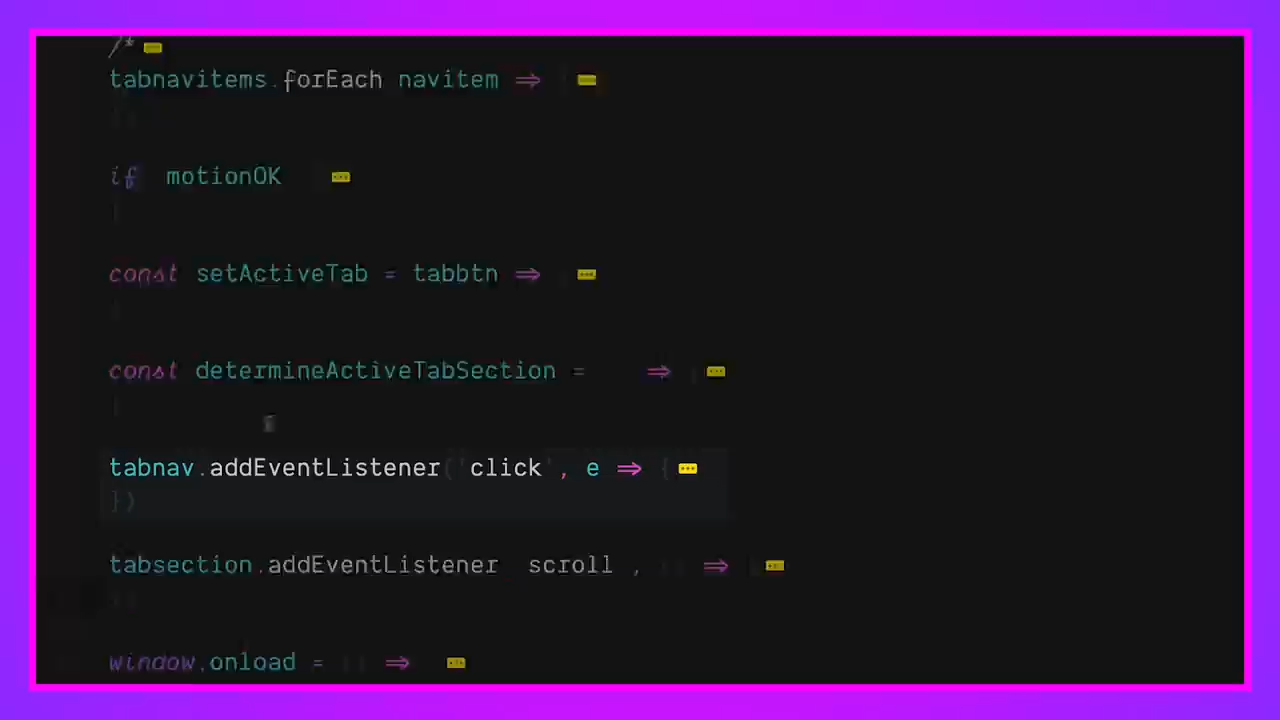 /*
tabnavitems.forEach navitem =>
})
if motionOK
}
const setActiveTab = tabbtn =>
}
const determineActiveTabSection = =>
}
tabnav.addEventListener('click', e => {
})
tabsection.addEventListener scroll , () =>
})
window.onload = () =>